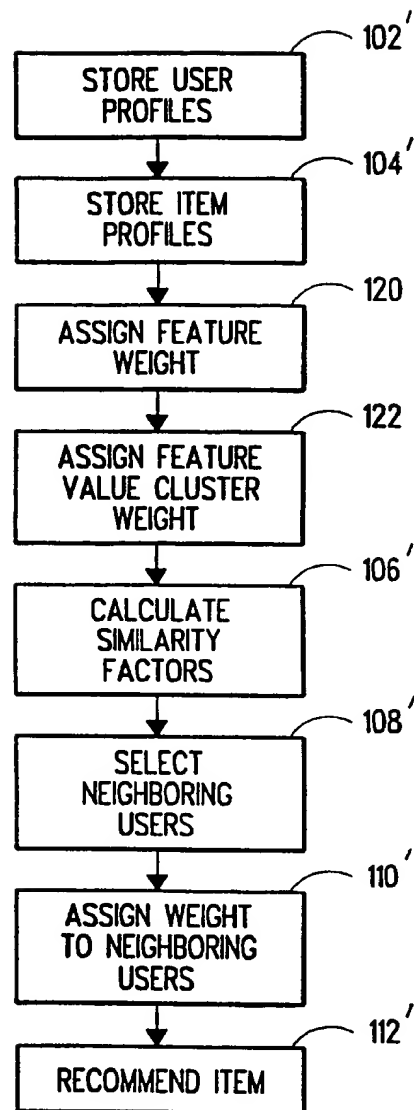 102'
STORE USER
PROFILES
104'
STORE ITEM
PROFILES
120
ASSIGN FEATURE
WEIGHT
122
ASSIGN FEATURE
VALUE CLUSTER
WEIGHT
106'
CALCULATE
SIMILARITY
FACTORS
108'
SELECT
NEIGHBORING
USERS
110'
ASSIGN WEIGHT
TO NEIGHBORING
USERS
112'
RECOMMEND ITEM